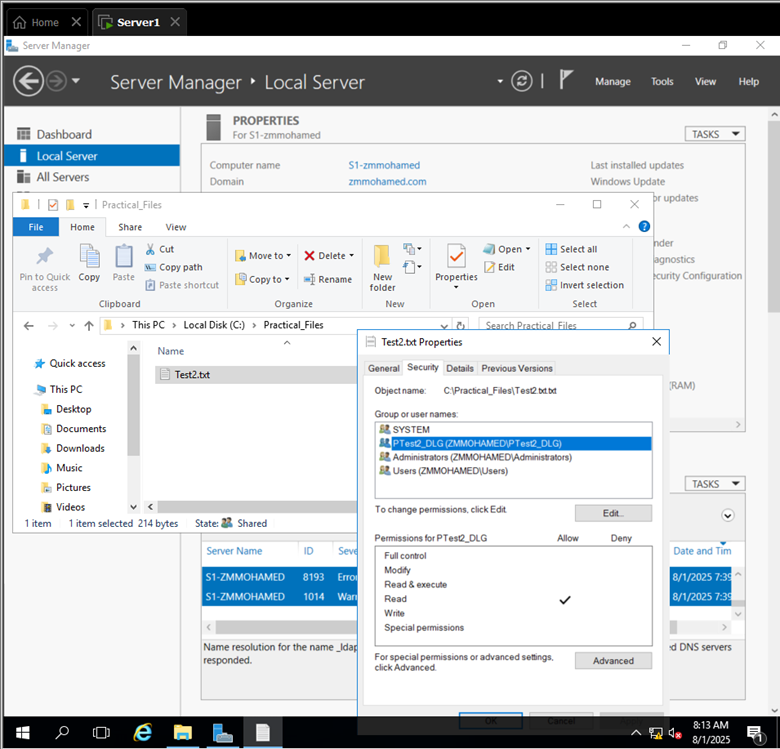 Home
Server1
Server Manager
Server Manager Local Server
Manage Tools View Help
Dashboard
Local Server
All Servers
PROPERTIES
For S1-zmmohamed
TASKS
Computer name S1-zmmohamed Last installed updates
Domain zmmohamed.com Windows Update
or updates
nder
agnostics
ecurity Configuration
(RAM)
Practical_Files
File Home Share View
Pin to Quick access
Copy
Paste
Cut
Copy path
Paste shortcut
Clipboard
Move to
Copy to
Delete
Rename
Organize
New folder
New
Properties
Open
Edit
Open
Select all
Select none
Invert selection
Select
This PC Local Disk (C:) Practical_Files
Search Practical_Files
Quick access
This PC
Desktop
Documents
Downloads
Music
Pictures
Videos
Name
Test2.txt
1 item 1 item selected 214 bytes State: Shared
Test2.txt Properties
General Security Details Previous Versions
Object name: C:\Practical_Files\Test2.txt.txt
Group or user names:
SYSTEM
PTest2_DLG (ZMMOHAMED\PTest2_DLG)
Administrators (ZMMOHAMED\Administrators)
Users (ZMMOHAMED\Users)
To change permissions, click Edit.
Edit...
Permissions for PTest2_DLG Allow Deny
Full control
Modify
Read & execute
Read
Write
Special permissions
For special permissions or advanced settings,
click Advanced.
Advanced
OK Cancel
TASKS
Server Name ID Seve Date and Tim
S1-ZMMOHAMED 8193 Erro 8/1/2025 7:39
S1-ZMMOHAMED 1014 Warr 8/1/2025 7:39
Name resolution for the name _ldap ed DNS servers
responded.
8:13 AM
8/1/2025
1